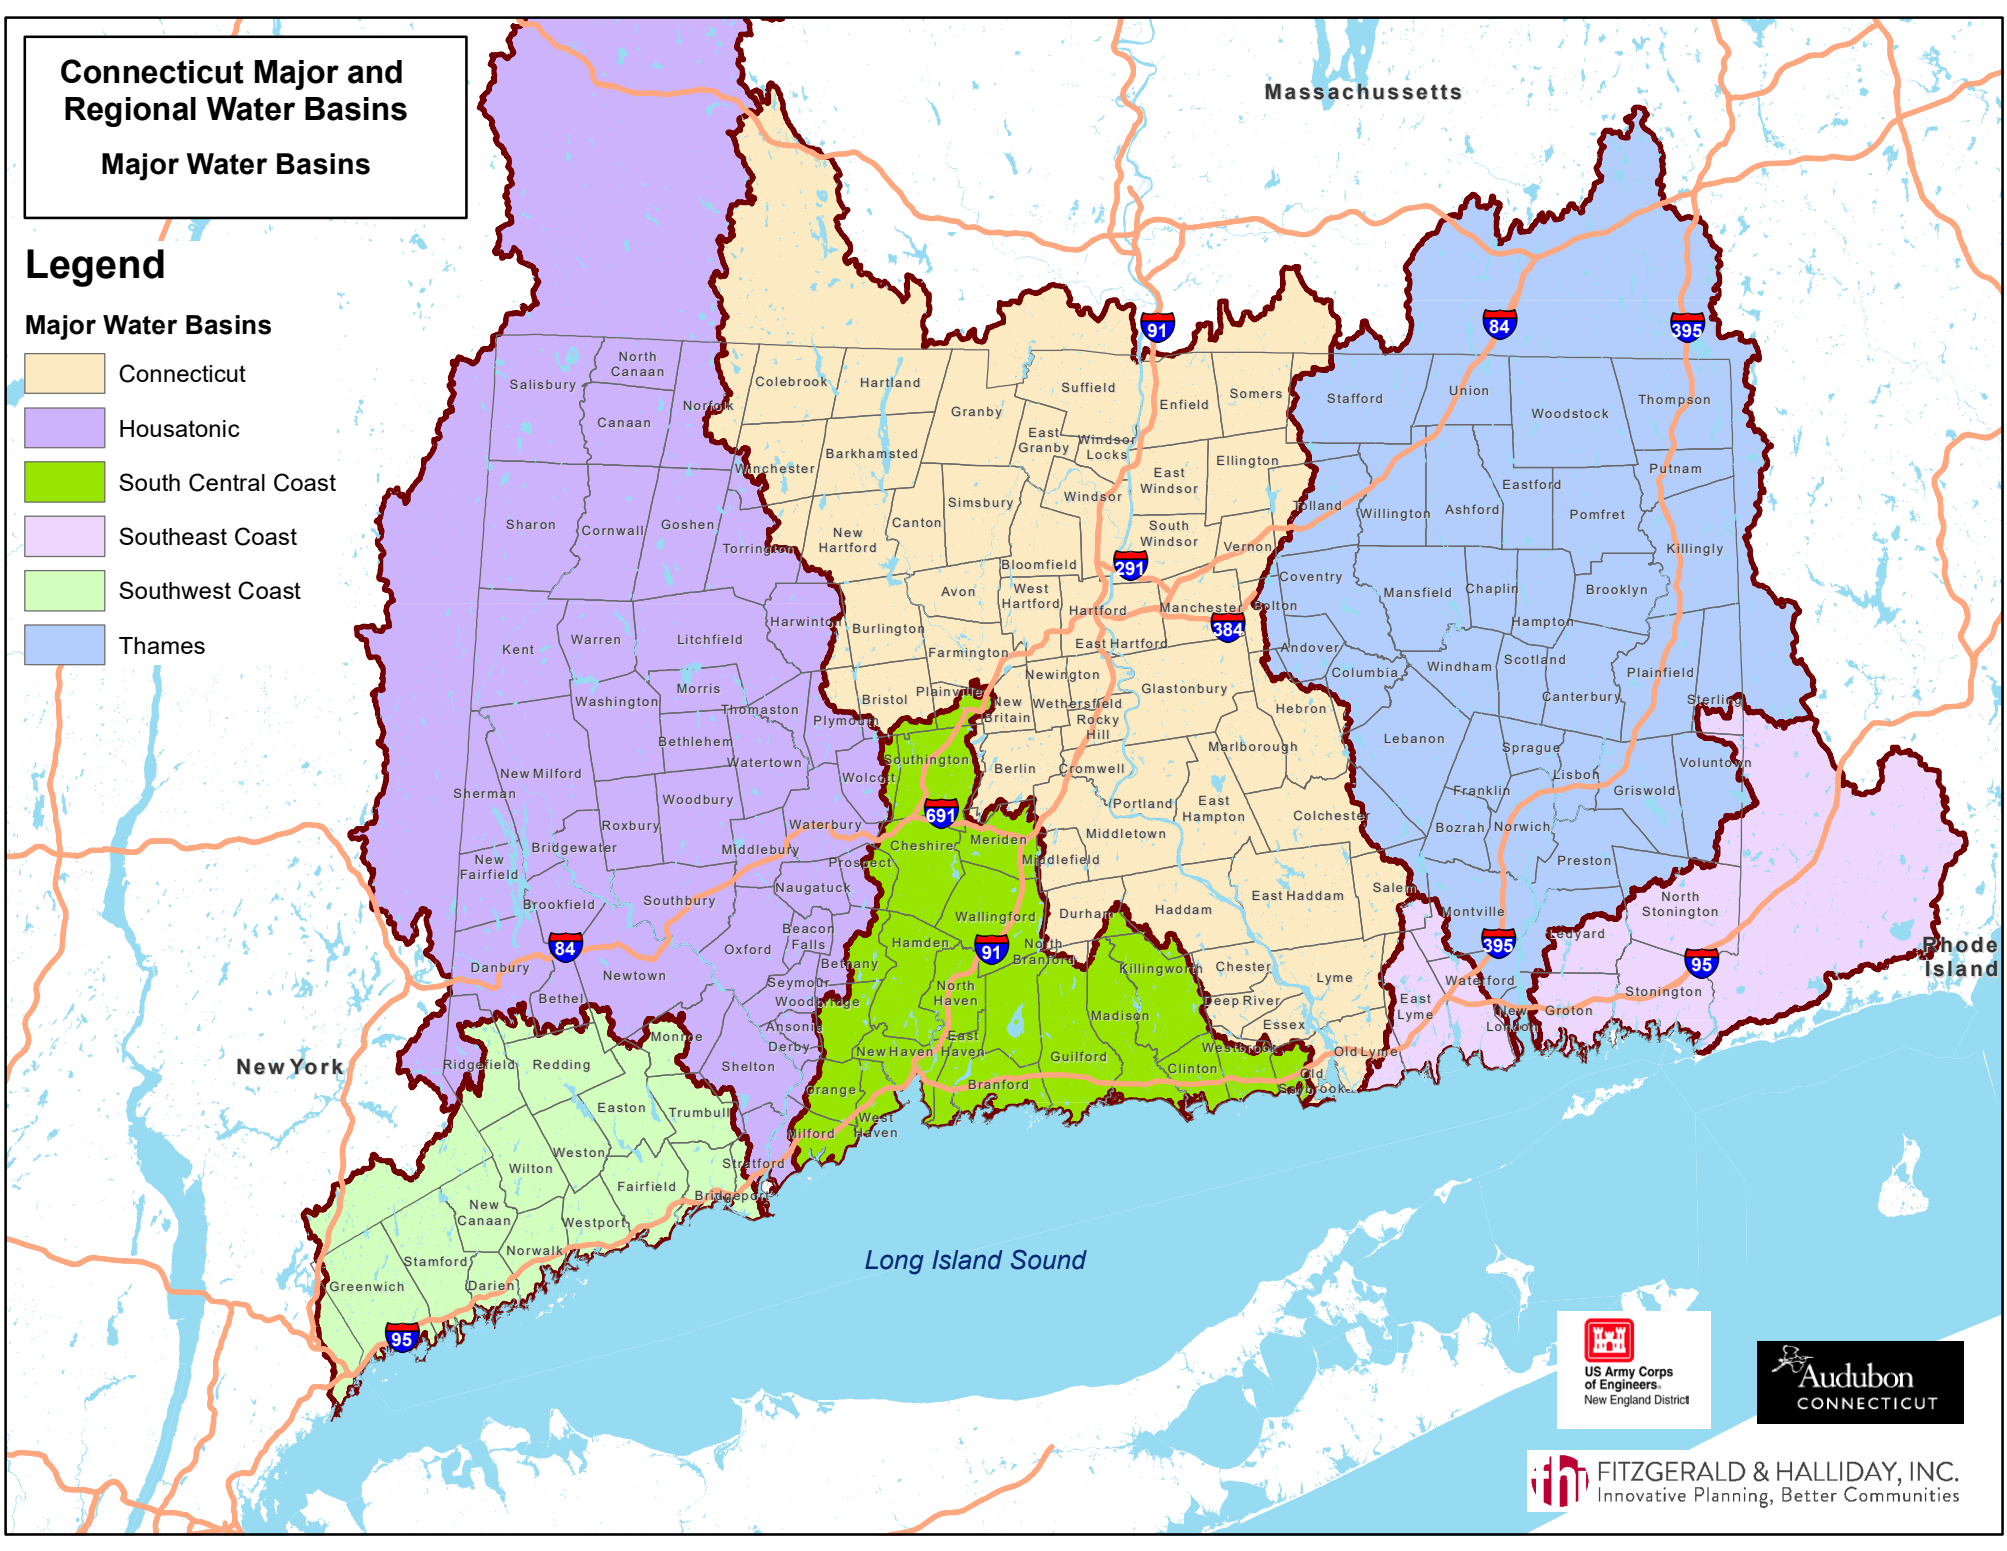 Connecticut Major and
Regional Water Basins
Major Water Basins
Legend
Major Water Basins
Connecticut
Housatonic
South Central Coast
Southeast Coast
Southwest Coast
Thames
Massachussetts
New York
Rhode
Island
Long Island Sound
91
84
395
291
384
691
84
91
395
95
95
Salisbury
North
Canaan
Canaan
Norfolk
Colebrook
Hartland
Granby
Suffield
Enfield
Somers
Stafford
Union
Woodstock
Thompson
Winchester
Barkhamsted
East
Granby
Windsor
Locks
East
Windsor
Ellington
Putnam
Sharon
Cornwall
Goshen
Torrington
New
Hartford
Canton
Simsbury
Windsor
South
Windsor
Vernon
Tolland
Willington
Ashford
Eastford
Pomfret
Killingly
Bloomfield
Avon
West
Hartford
Hartford
Manchester
Bolton
Coventry
Mansfield
Chaplin
Brooklyn
Hampton
Kent
Warren
Litchfield
Harwinton
Burlington
Farmington
East Hartford
Andover
Columbia
Windham
Scotland
Plainfield
Canterbury
Sterling
Washington
Morris
Thomaston
Plymouth
Bristol
Plainville
New
Britain
Newington
Wethersfield
Rocky
Hill
Glastonbury
Hebron
Marlborough
Lebanon
Sprague
Lisbon
Voluntown
Griswold
Franklin
Bozrah
Norwich
Preston
New Milford
Sherman
Bethlehem
Watertown
Wolcott
Southington
Berlin
Cromwell
Portland
East
Hampton
Colchester
Woodbury
Roxbury
Waterbury
Middlebury
Prospect
Cheshire
Meriden
Middletown
Middlefield
Bridgewater
New
Fairfield
Brookfield
Southbury
Naugatuck
Beacon
Falls
Oxford
Bethany
Hamden
Wallingford
Durham
Haddam
East Haddam
Salem
Montville
Ledyard
North
Stonington
Danbury
Bethel
Newtown
Seymour
Woodbridge
Ansonia
Derby
North
Haven
North
Branford
Killingworth
Chester
Deep River
Essex
Lyme
East
Lyme
Waterford
New
London
Groton
Stonington
Ridgefield
Redding
Monroe
Shelton
New Haven
East
Haven
Guilford
Madison
Clinton
Westbrook
Old Lyme
Old
Saybrook
Branford
Orange
West
Haven
Milford
Easton
Trumbull
Weston
Wilton
Fairfield
Stratford
Bridgeport
New
Canaan
Westport
Norwalk
Stamford
Darien
Greenwich
US Army Corps
of Engineers®
New England District
Audubon
CONNECTICUT
fhi
FITZGERALD & HALLIDAY, INC.
Innovative Planning, Better Communities